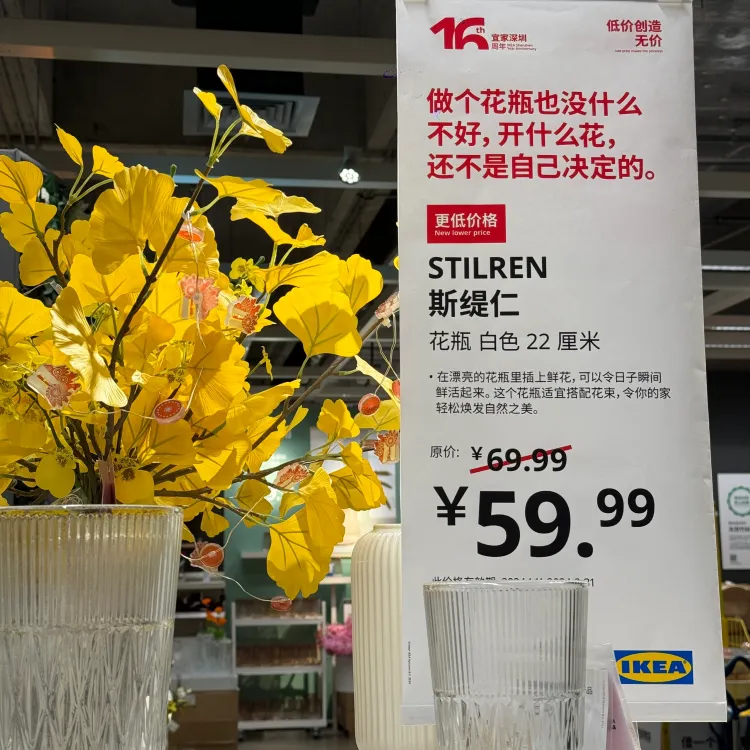 16th
宜家深圳
周年
低价创造
无价
做个花瓶也没什么
不好,开什么花,
还不是自己决定的。
更低价格
New lower price
STILREN
斯缇仁
花瓶 白色 22 厘米
· 在漂亮的花瓶里插上鲜花,可以令日子瞬间
鲜活起来。这个花瓶适宜搭配花束,令你的家
轻松焕发自然之美。
原价: ¥69.99
¥59.99
IKEA